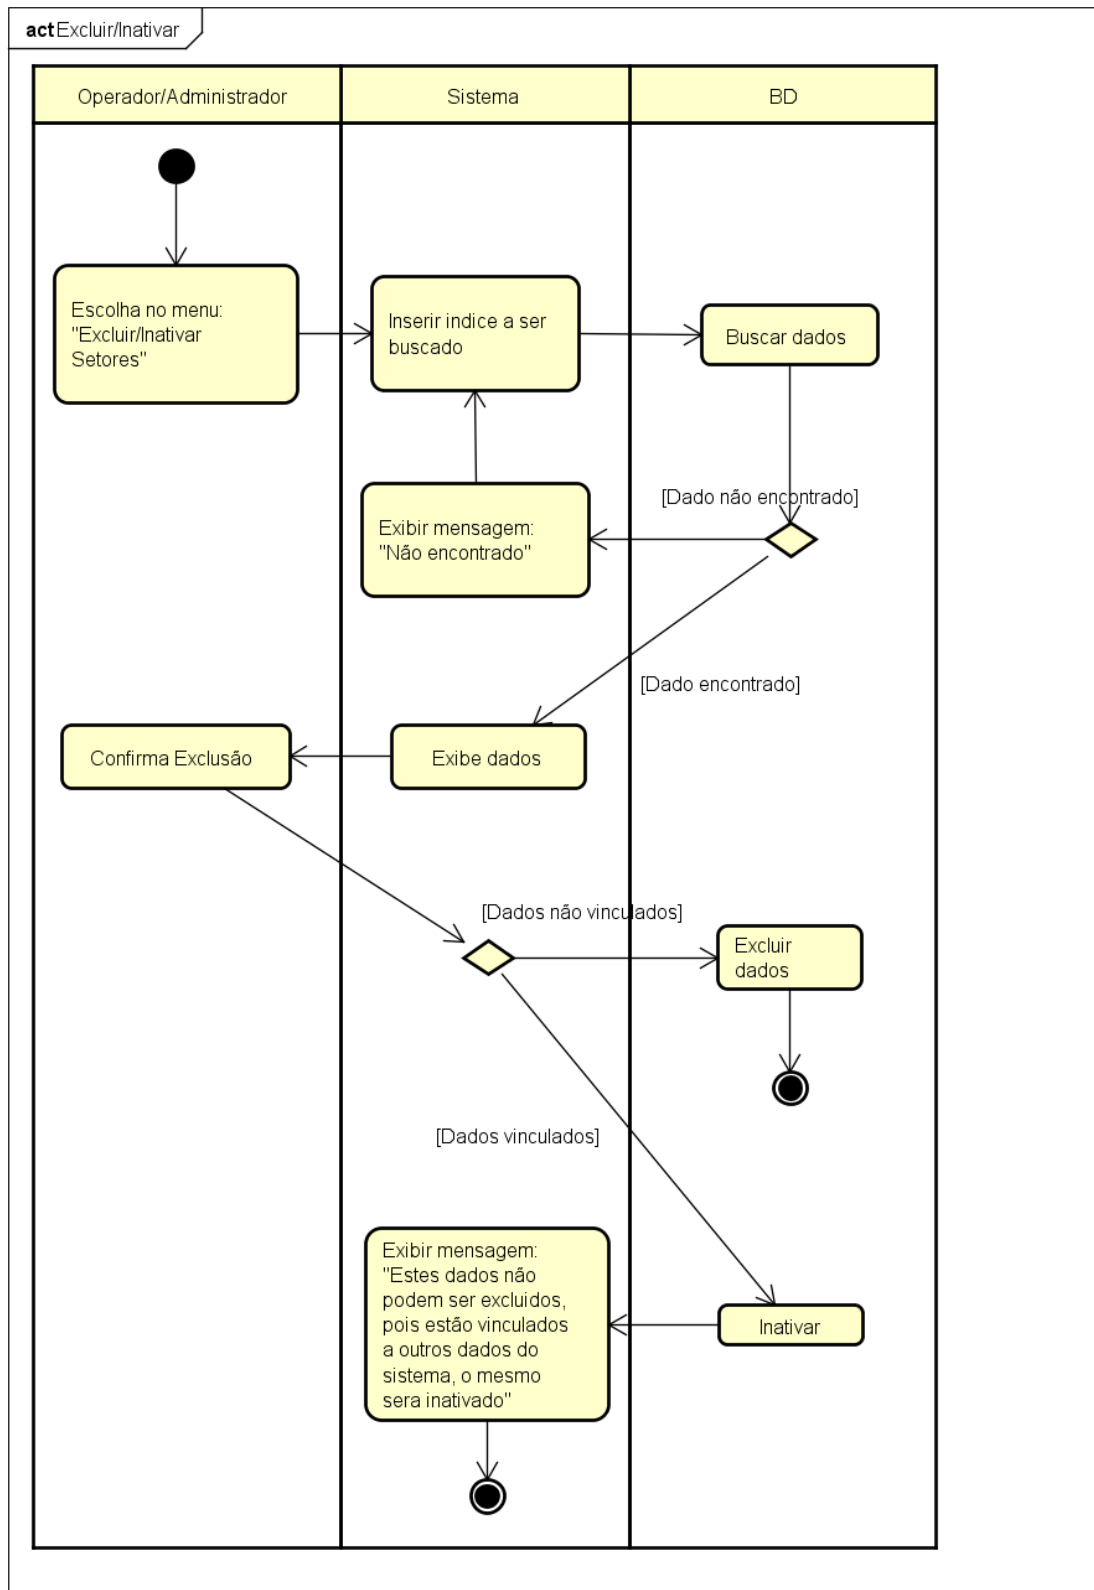 act Excluir/Inativar
Operador/Administrador
Sistema
BD
Escolha no menu:
"Excluir/Inativar
Setores"
Inserir indice a ser
buscado
Buscar dados
[Dado não encontrado]
Exibir mensagem:
"Não encontrado"
[Dado encontrado]
Confirma Exclusão
Exibe dados
[Dados não vinculados]
Excluir
dados
[Dados vinculados]
Exibir mensagem:
"Estes dados não
podem ser excluidos,
pois estão vinculados
a outros dados do
sistema, o mesmo
sera inativado"
Inativar